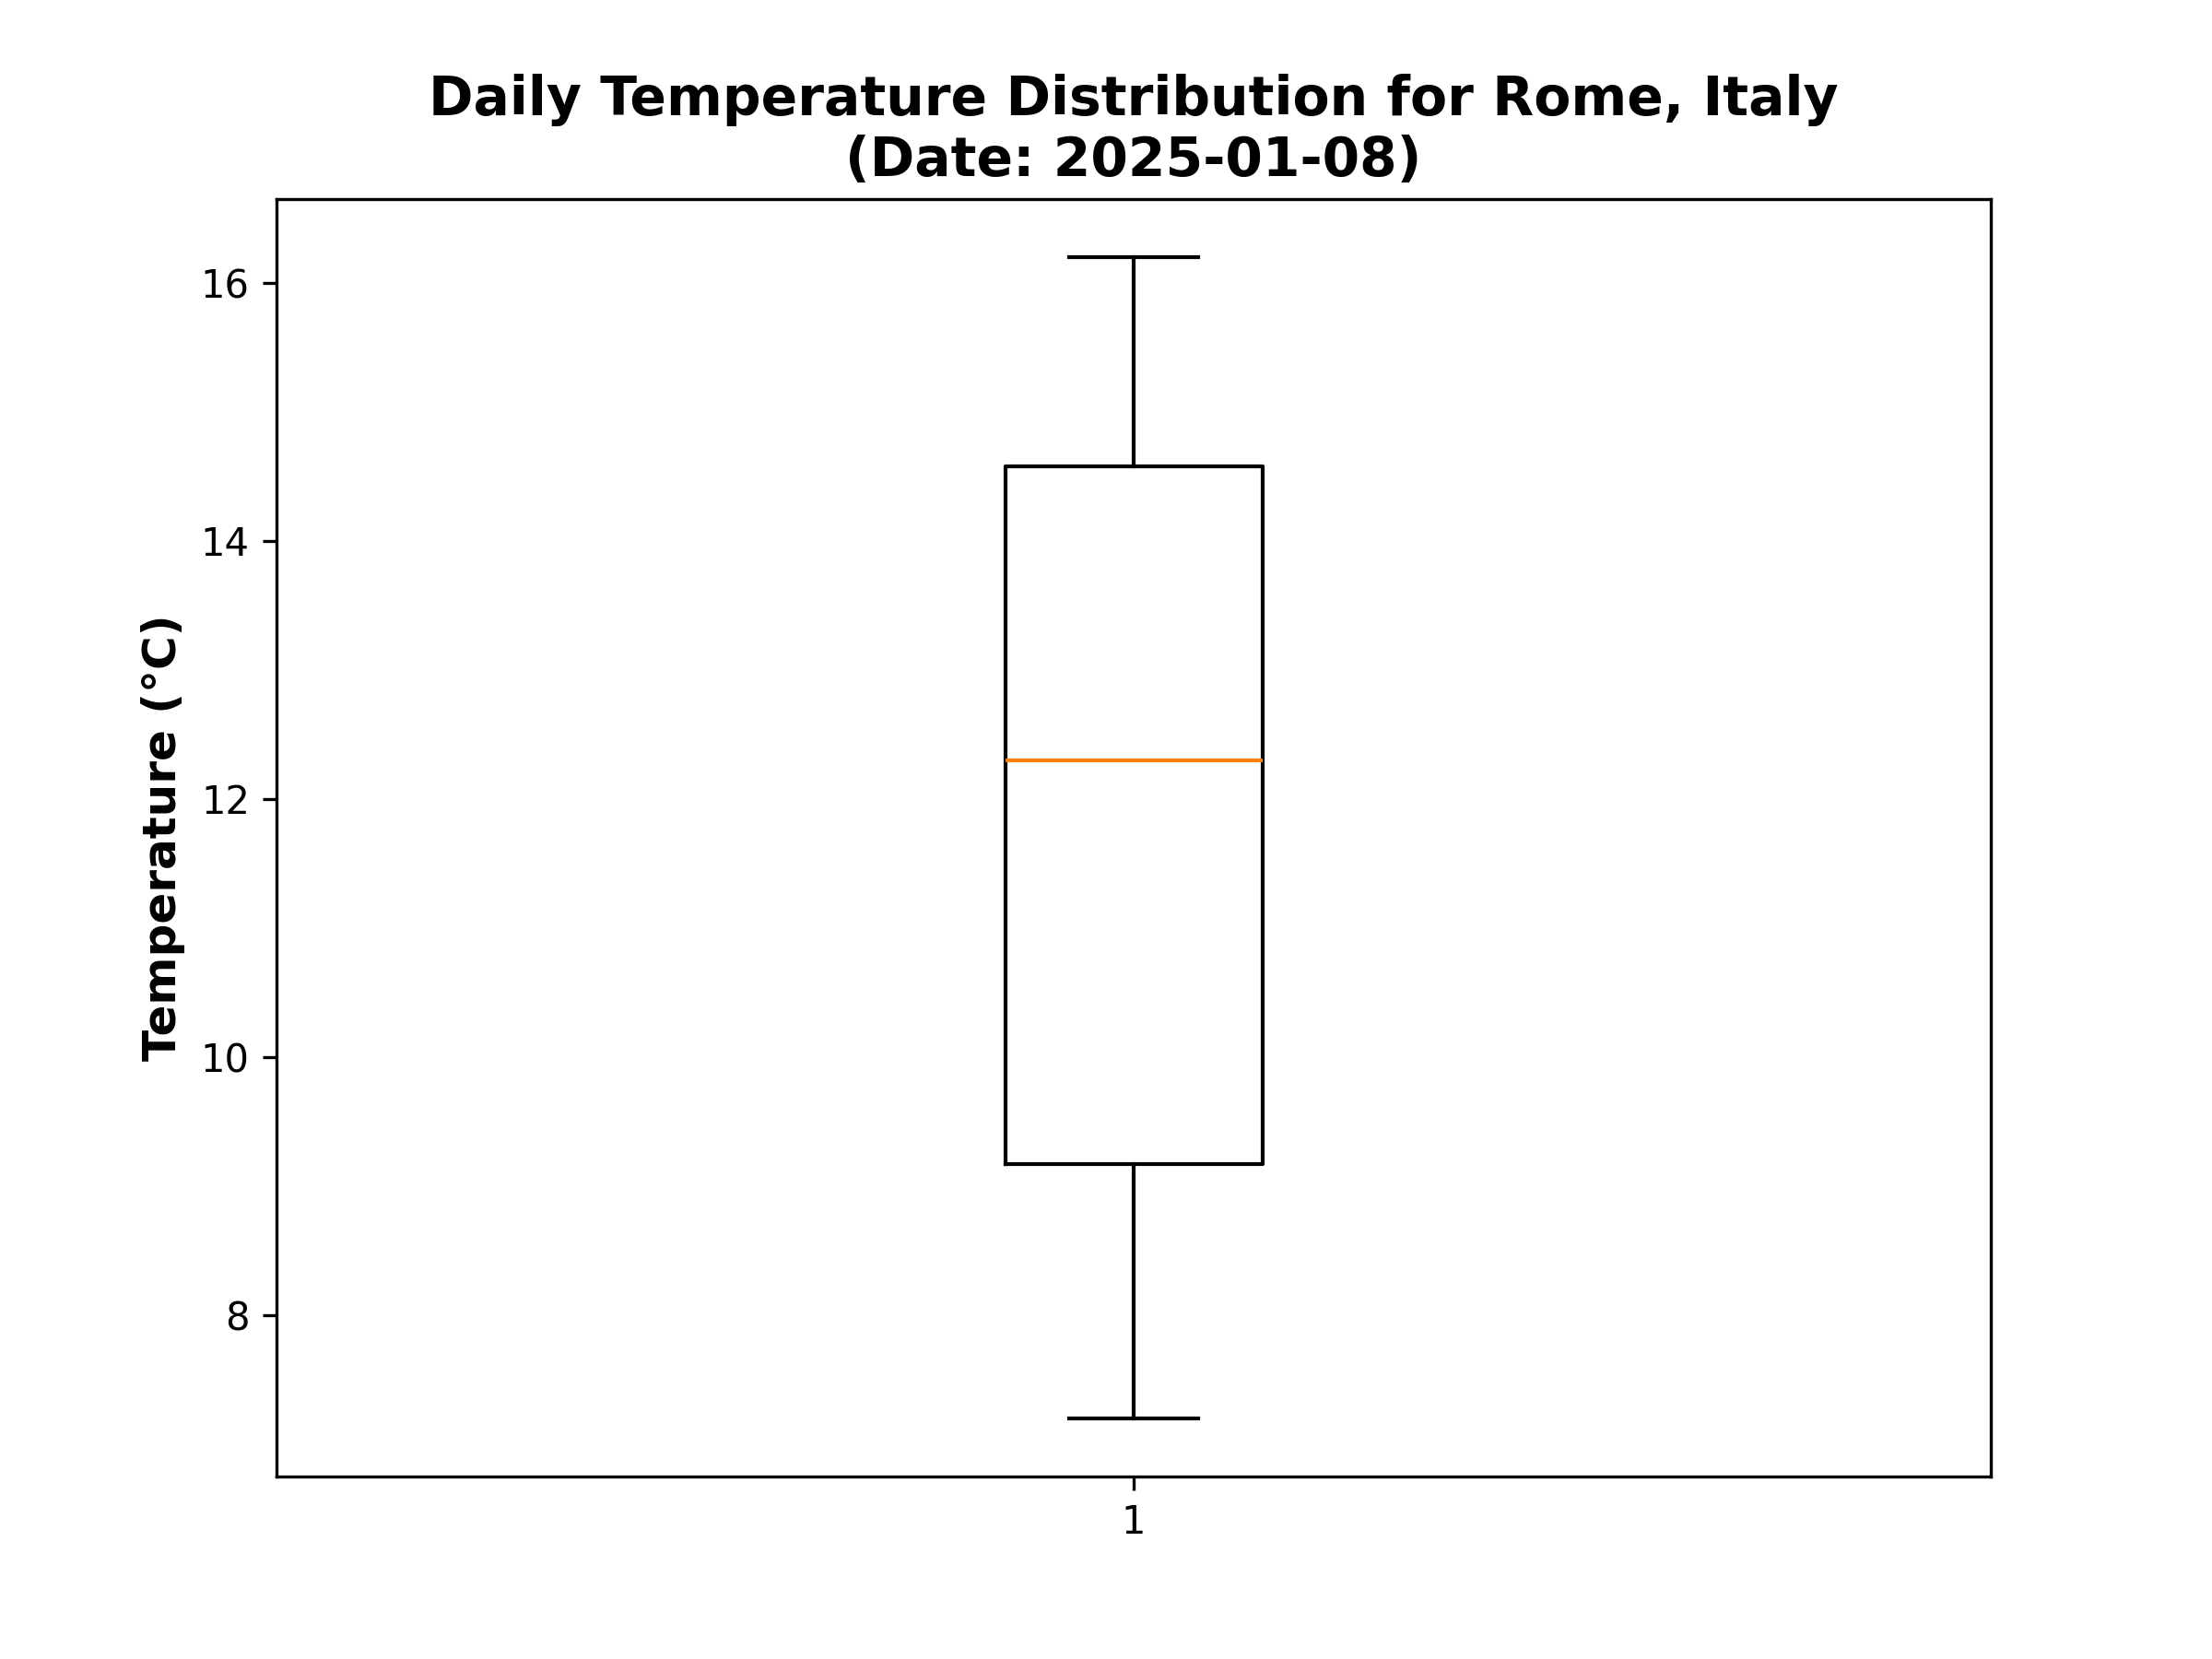 Daily Temperature Distribution for Rome, Italy
(Date: 2025-01-08)
Temperature (°C)
16
14
12
10
8
1